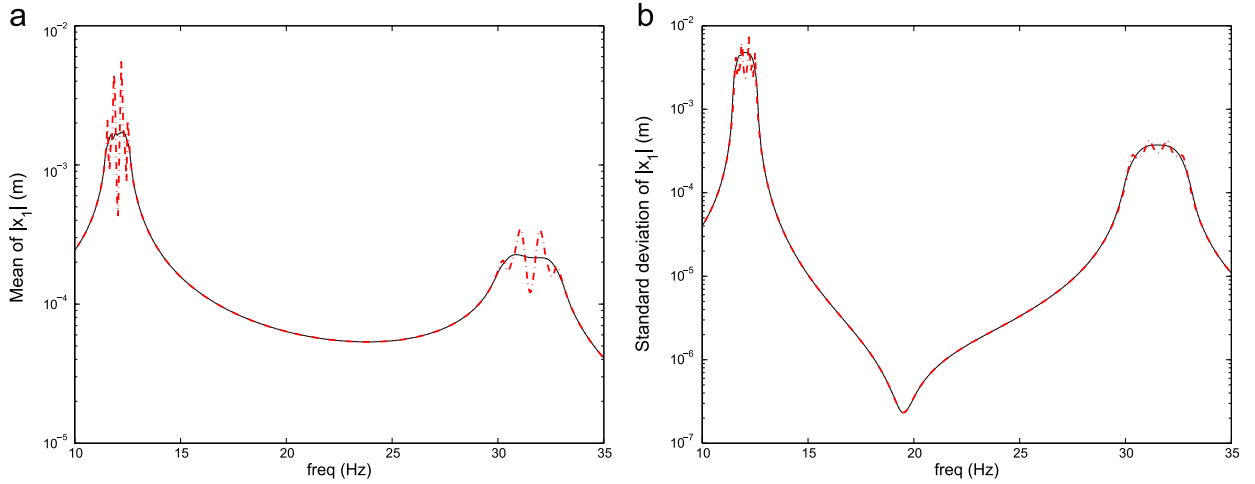 a
10⁻²
10⁻³
10⁻⁴
10⁻⁵
Mean of |x₁| (m)
10 15 20 25 30 35
freq (Hz)
b
10⁻²
10⁻³
10⁻⁴
10⁻⁵
10⁻⁶
10⁻⁷
Standard deviation of |x₁| (m)
10 15 20 25 30 35
freq (Hz)